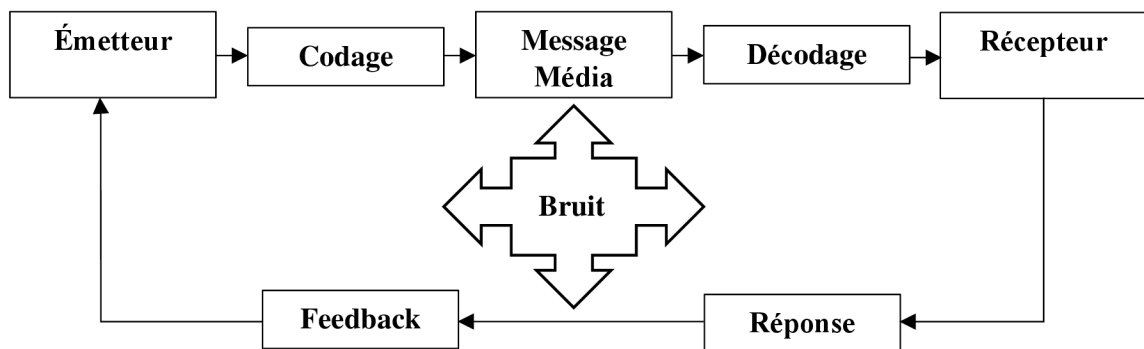 Émetteur
Codage
Message
Média
Décodage
Récepteur
Bruit
Feedback
Réponse